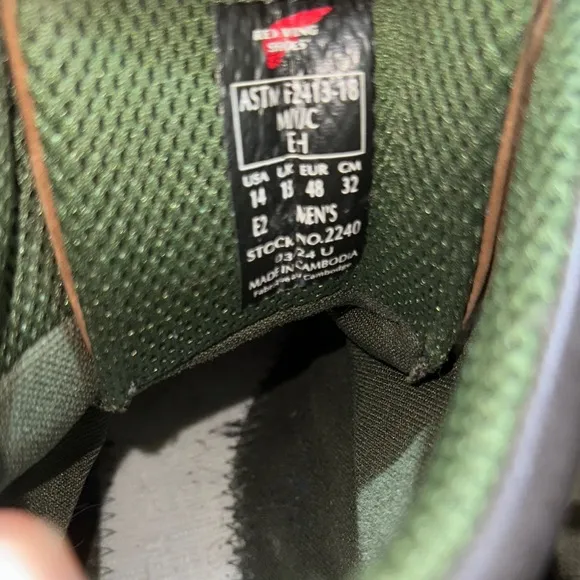 RED WING
SHOES
ASTM F2413-18
M/I/C
EH
USA UK EUR CM
14 13 48 32
E2 MEN'S
STOCK NO. 2240
03/24 U
MADE IN CAMBODIA
Cambodge